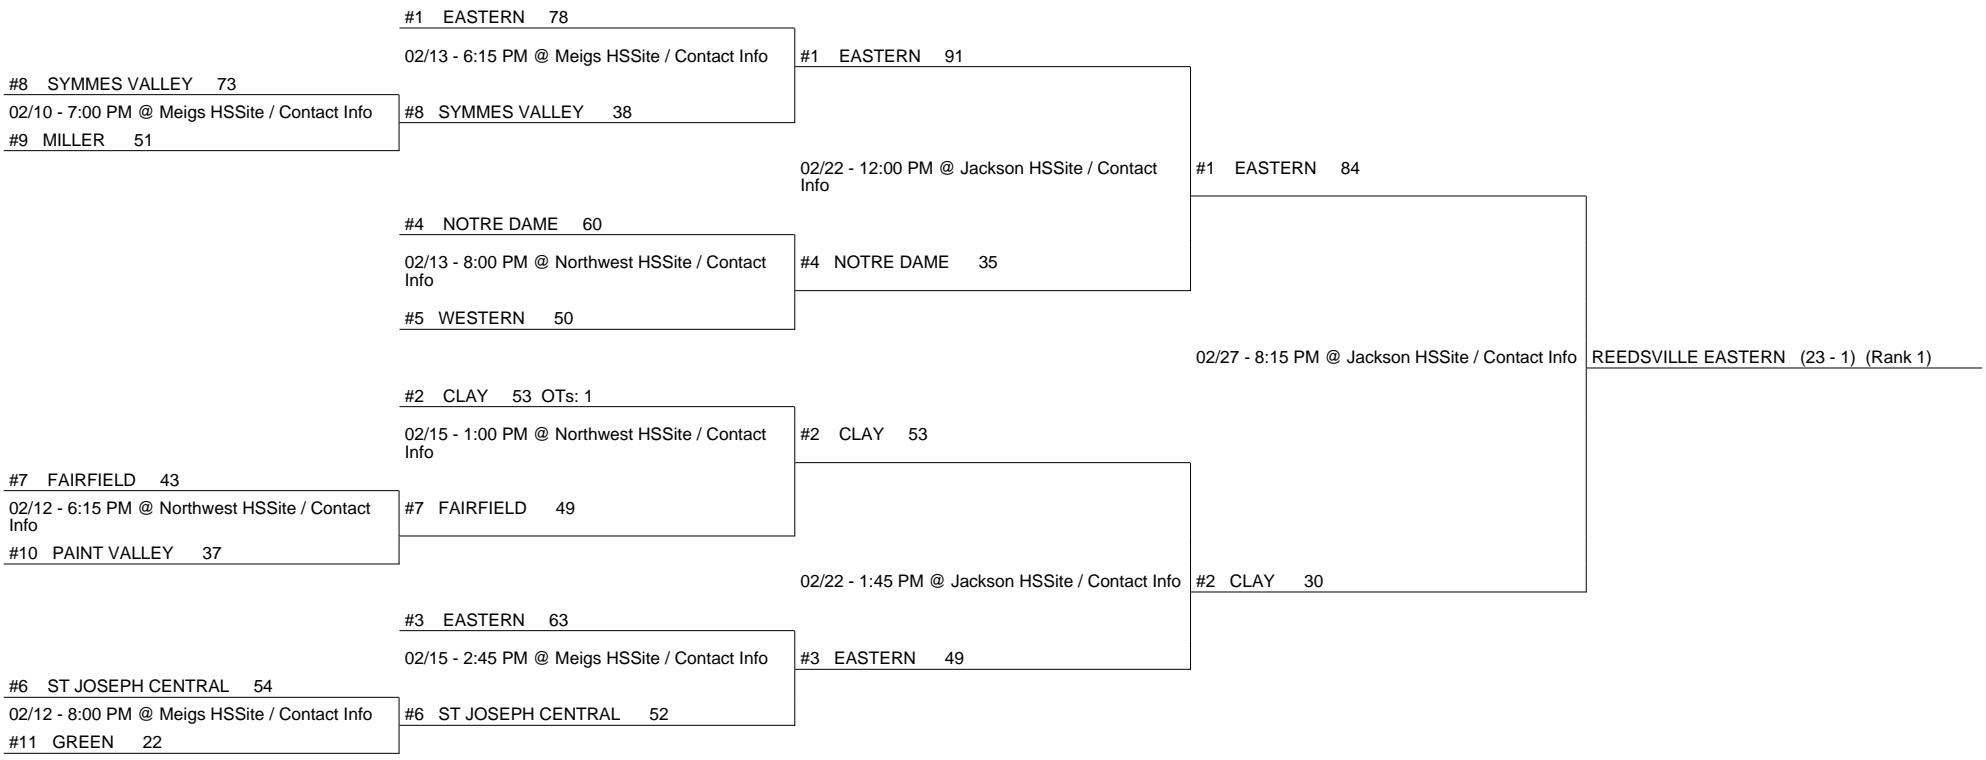 #1 EASTERN 78
02/13 - 6:15 PM @ Meigs HSSite / Contact Info
#8 SYMMES VALLEY 73
02/10 - 7:00 PM @ Meigs HSSite / Contact Info
#9 MILLER 51
#8 SYMMES VALLEY 38
#1 EASTERN 91
02/22 - 12:00 PM @ Jackson HSSite / Contact
Info
#4 NOTRE DAME 60
02/13 - 8:00 PM @ Northwest HSSite / Contact
Info
#5 WESTERN 50
#4 NOTRE DAME 35
#1 EASTERN 84
02/27 - 8:15 PM @ Jackson HSSite / Contact Info
REEDSVILLE EASTERN (23 - 1) (Rank 1)
#2 CLAY 53 OTs: 1
02/15 - 1:00 PM @ Northwest HSSite / Contact
Info
#7 FAIRFIELD 43
02/12 - 6:15 PM @ Northwest HSSite / Contact
Info
#10 PAINT VALLEY 37
#7 FAIRFIELD 49
#2 CLAY 53
02/22 - 1:45 PM @ Jackson HSSite / Contact Info
#2 CLAY 30
#3 EASTERN 63
02/15 - 2:45 PM @ Meigs HSSite / Contact Info
#3 EASTERN 49
#6 ST JOSEPH CENTRAL 54
02/12 - 8:00 PM @ Meigs HSSite / Contact Info
#11 GREEN 22
#6 ST JOSEPH CENTRAL 52